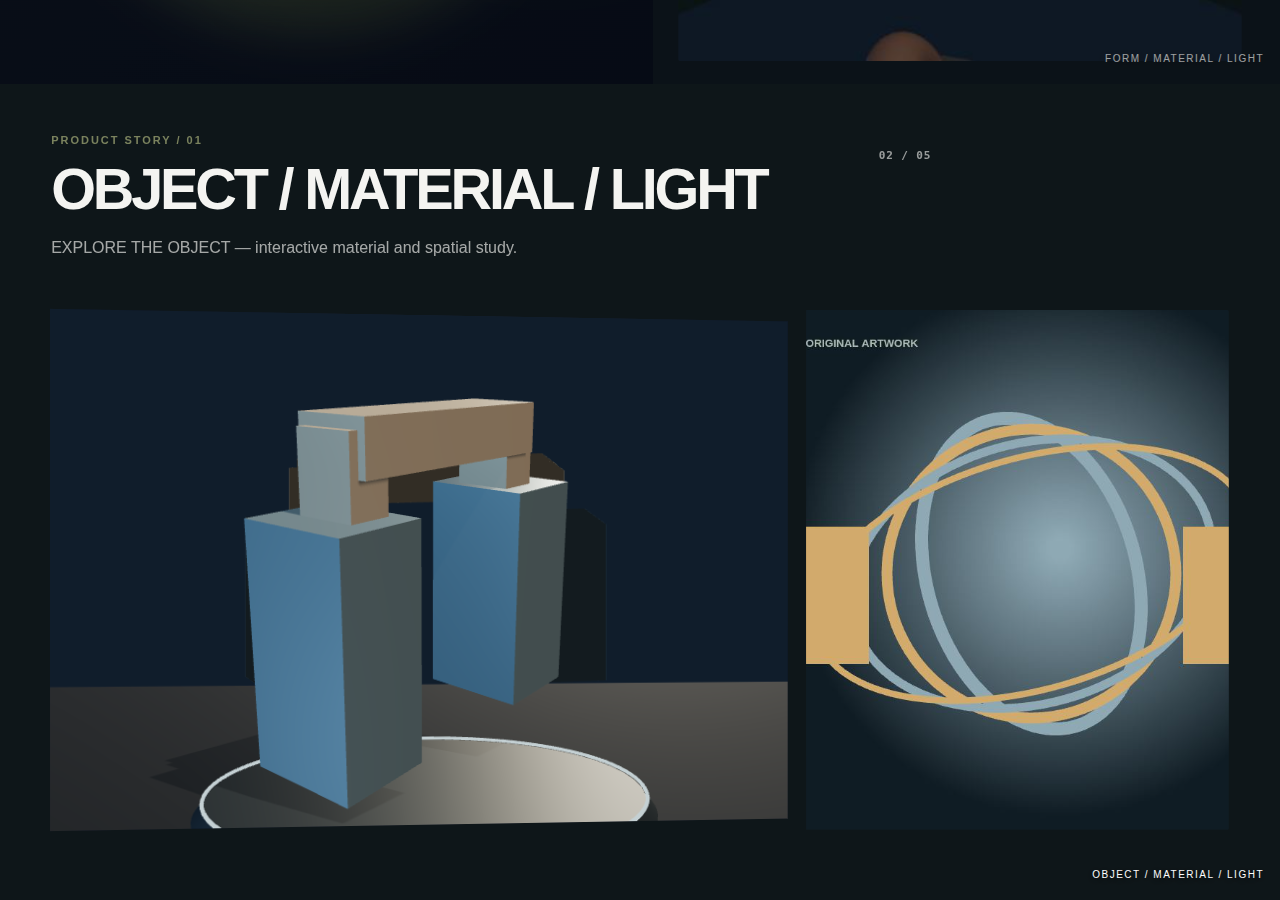 FORM / MATERIAL / LIGHT
PRODUCT STORY / 01
02 / 05
OBJECT / MATERIAL / LIGHT
EXPLORE THE OBJECT — interactive material and spatial study.
ORIGINAL ARTWORK
OBJECT / MATERIAL / LIGHT